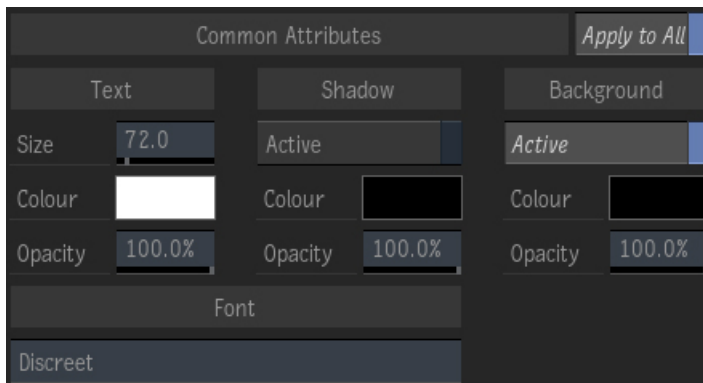 Common Attributes Apply to All
Text Shadow Background
Size 72.0 Active Active
Colour Colour Colour
Opacity 100.0% Opacity 100.0% Opacity 100.0%
Font
Discreet